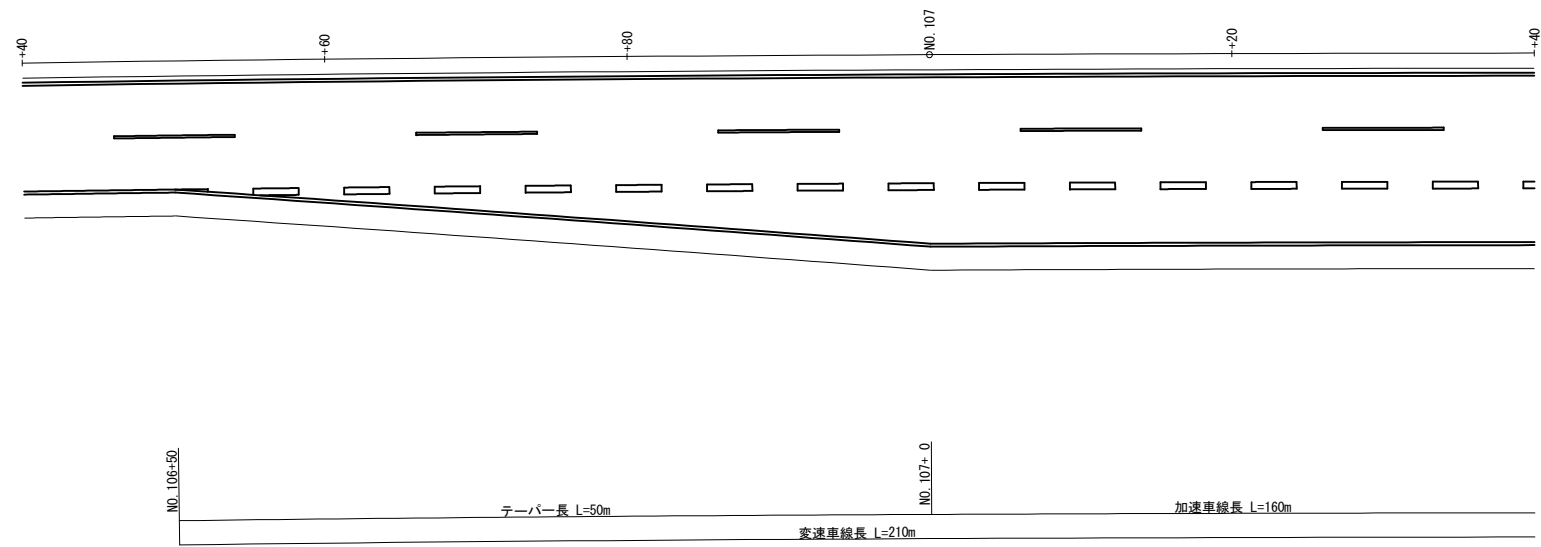 +40
+60
+80
NO.107
+20
+40
NO.106+50
NO.107+ 0
テーパー長 L=50m
加速車線長 L=160m
変速車線長 L=210m